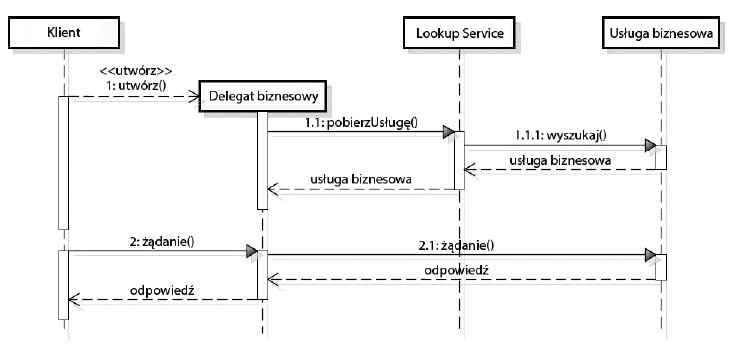 Klient
Lookup Service
Usługa biznesowa
<<utwórz>>
1: utwórz()
Delegat biznesowy
1.1: pobierzUsługę()
1.1.1: wyszukaj()
usługa biznesowa
usługa biznesowa
2: żądanie()
2.1: żądanie()
odpowiedź
odpowiedź